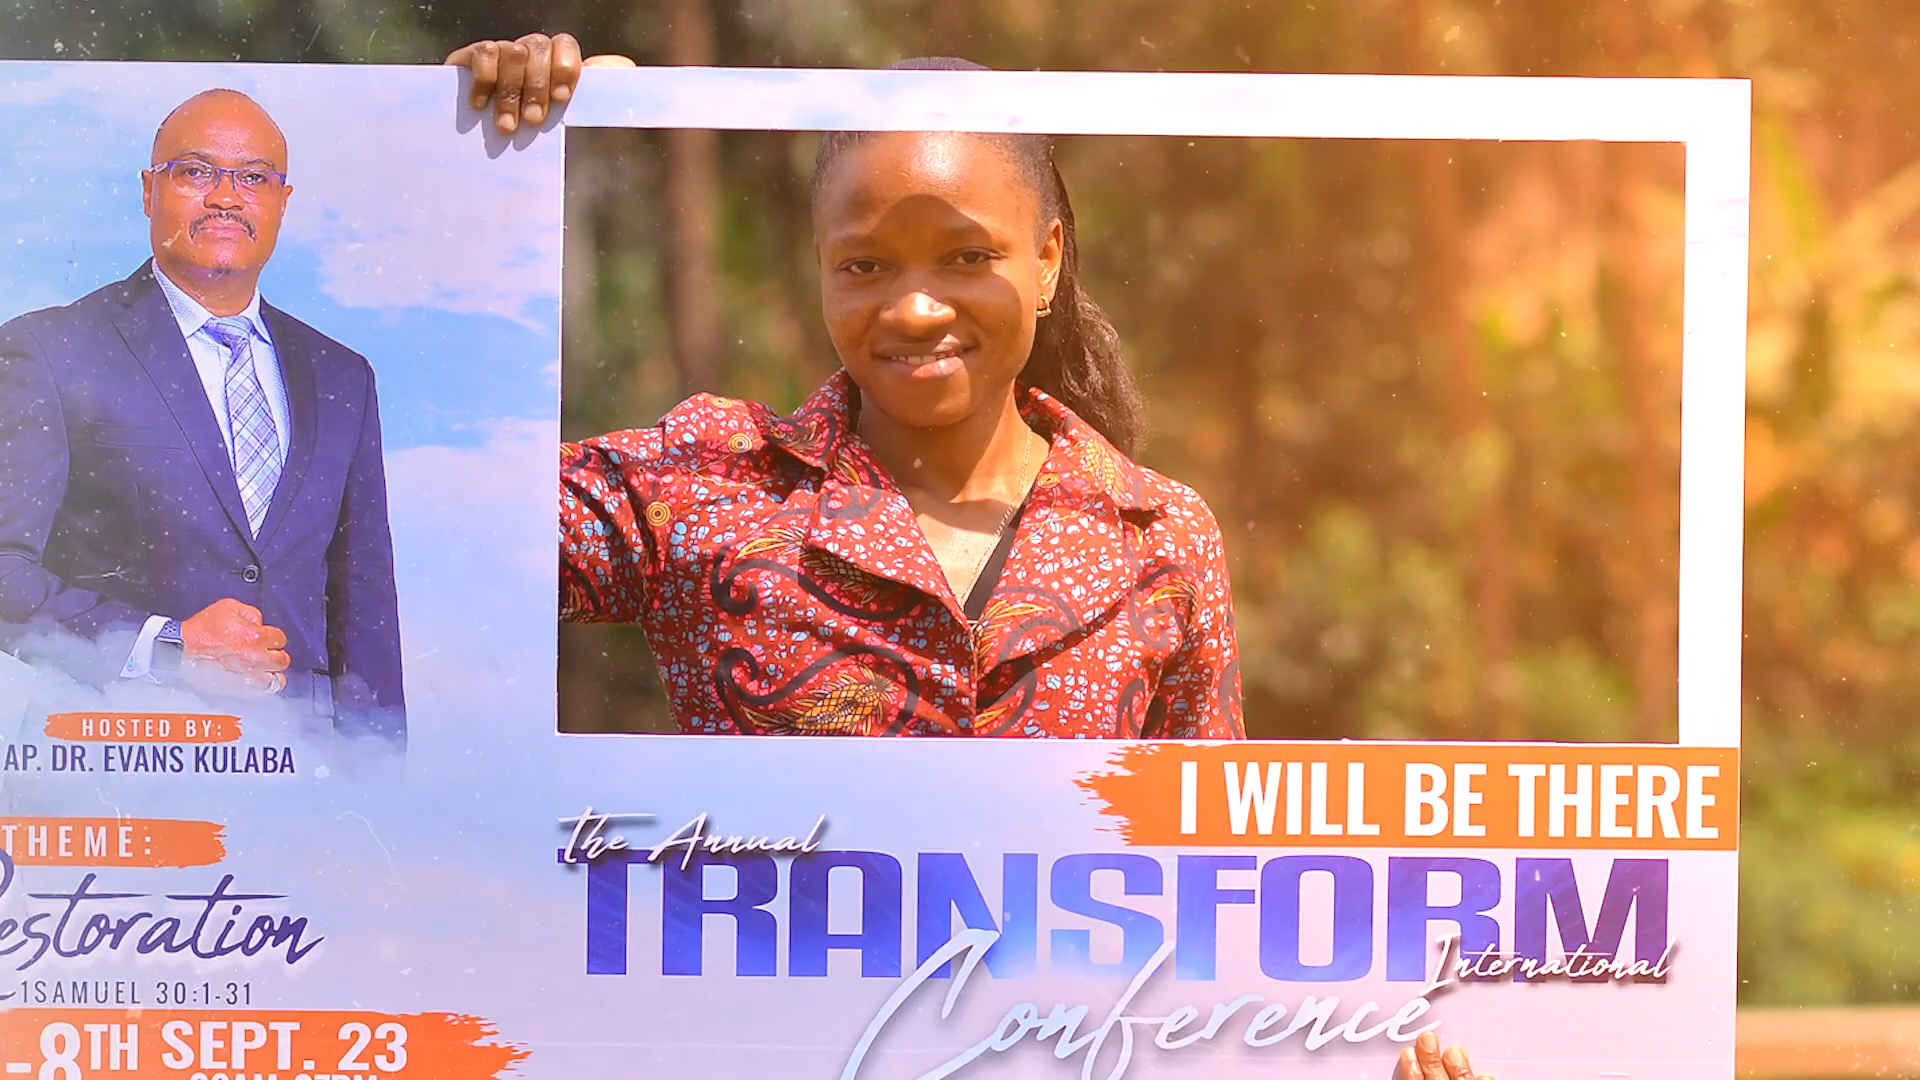 HOSTED BY:
AP. DR. EVANS KULABA
THEME:
Restoration
1SAMUEL 30:1-31
-8TH SEPT. 23
I WILL BE THERE
the Annual
TRANSFORM
International
Conference